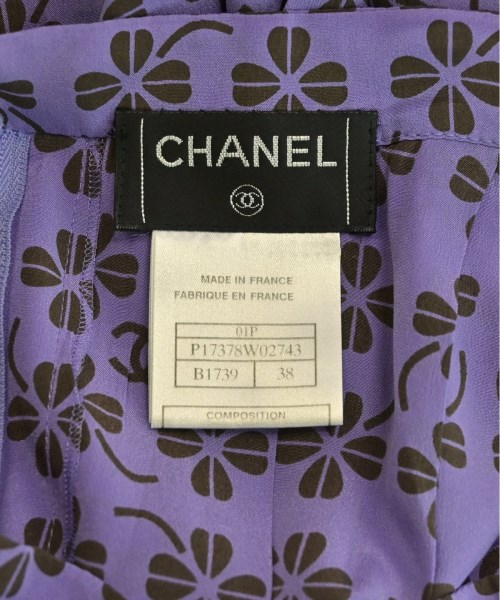 CHANEL
MADE IN FRANCE
FABRIQUE EN FRANCE
01P
P17378W02743
B1739 38
COMPOSITION